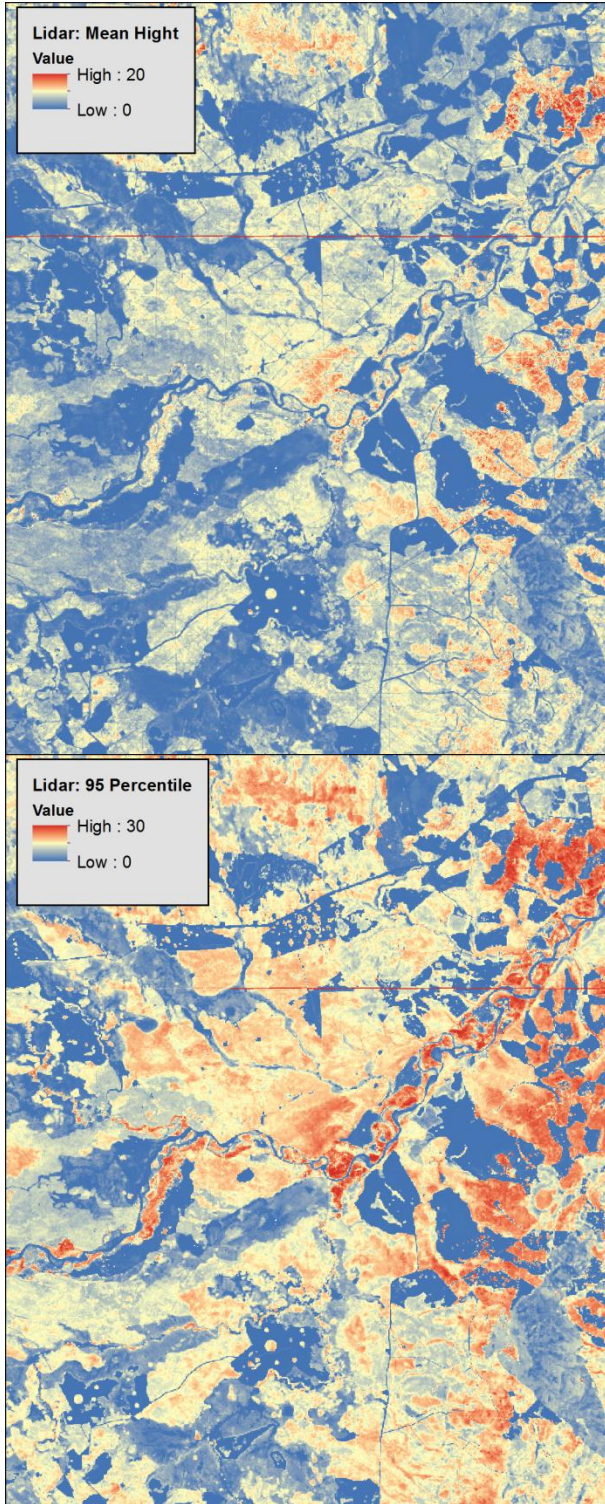 Lidar: Mean Hight
Value
High : 20
Low : 0
Lidar: 95 Percentile
Value
High : 30
Low : 0